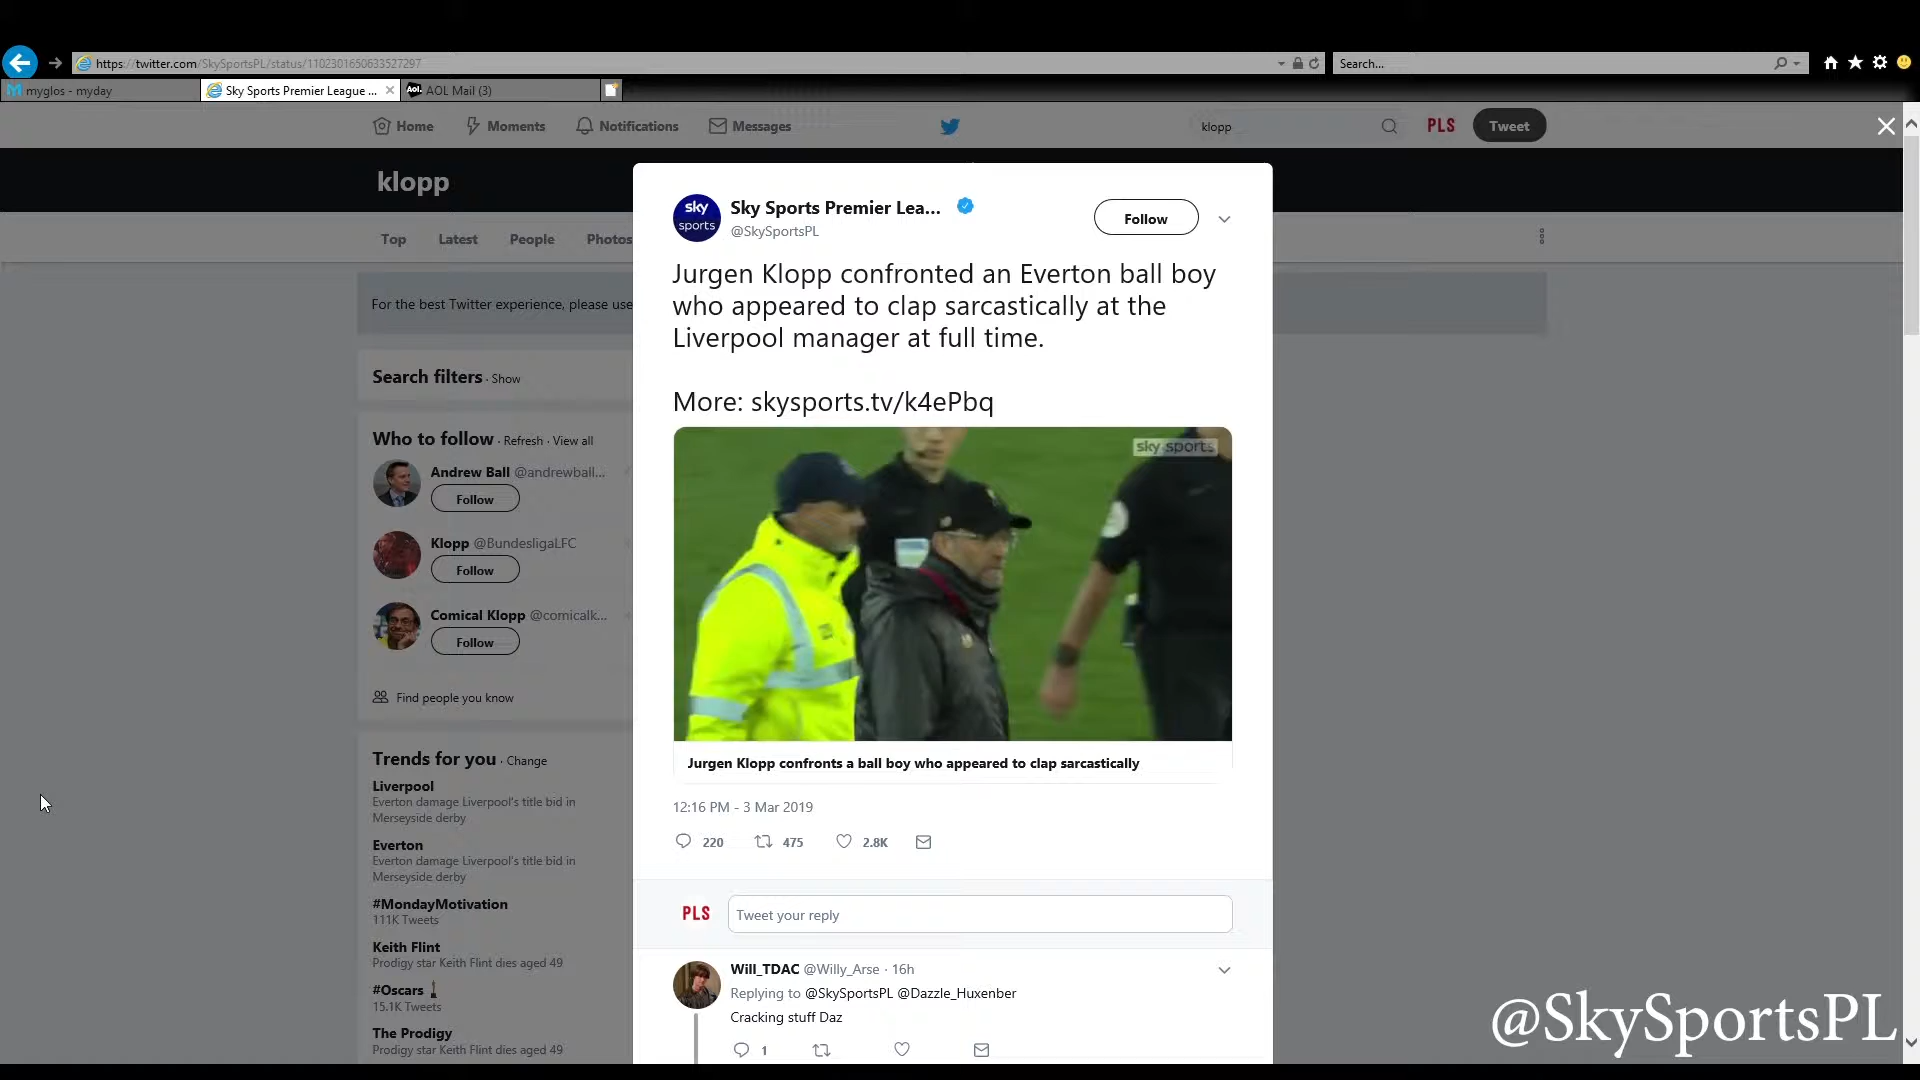 https://twitter.com/SkySportsPL/status/1102301650633527297
Search...
myglos - myday
Sky Sports Premier League ...
AOL Mail (3)
Home
Moments
Notifications
Messages
klopp
PLS
Tweet
klopp
Top
Latest
People
Photos
For the best Twitter experience, please use
Search filters · Show
Who to follow · Refresh · View all
Andrew Ball @andrewball...
Follow
Klopp @BundesligaLFC
Follow
Comical Klopp @comicalk...
Follow
Find people you know
Trends for you · Change
Liverpool
Everton damage Liverpool's title bid in
Merseyside derby
Everton
Everton damage Liverpool's title bid in
Merseyside derby
#MondayMotivation
111K Tweets
Keith Flint
Prodigy star Keith Flint dies aged 49
#Oscars
15.1K Tweets
The Prodigy
Prodigy star Keith Flint dies aged 49
sky
sports
Sky Sports Premier Lea...
@SkySportsPL
Follow
Jurgen Klopp confronted an Everton ball boy
who appeared to clap sarcastically at the
Liverpool manager at full time.
More: skysports.tv/k4ePbq
sky sports
Jurgen Klopp confronts a ball boy who appeared to clap sarcastically
12:16 PM - 3 Mar 2019
220
475
2.8K
PLS
Tweet your reply
Will_TDAC @Willy_Arse · 16h
Replying to @SkySportsPL @Dazzle_Huxenber
Cracking stuff Daz
1
@SkySportsPL